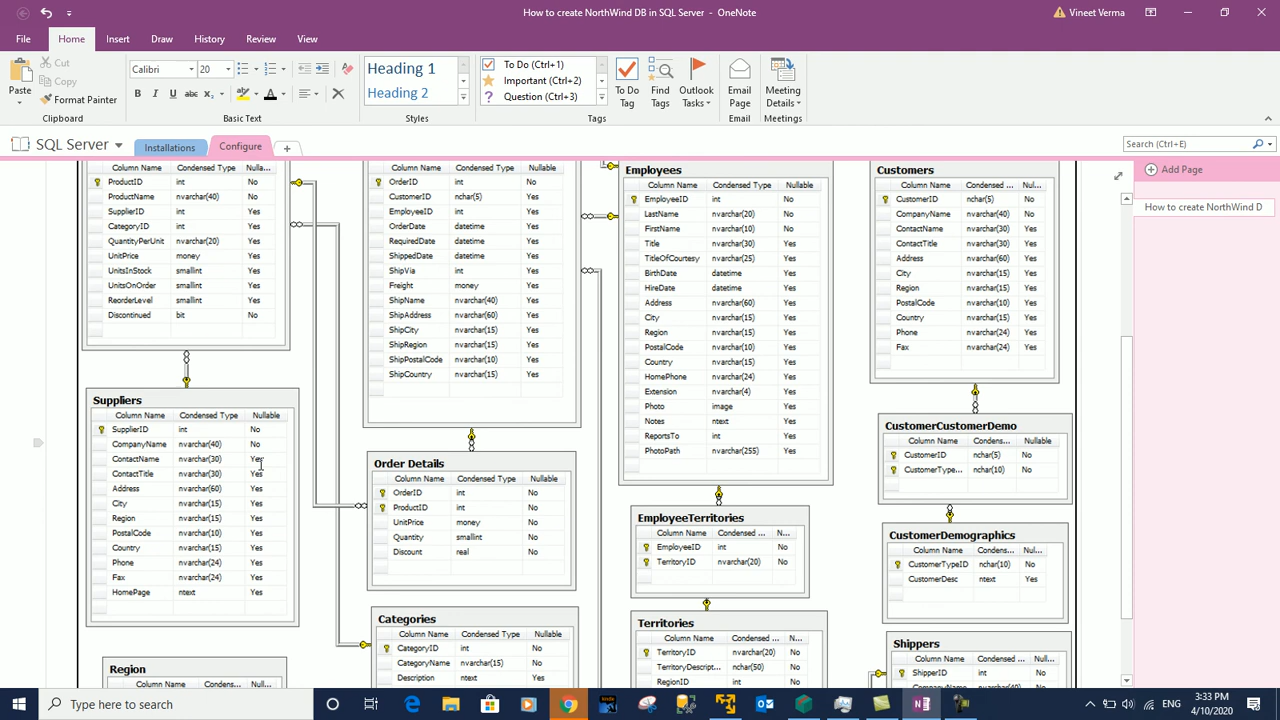 How to create NorthWind DB in SQL Server - OneNote
Vineet Verma
File Home Insert Draw History Review View
Paste
Cut
Copy
Format Painter
Clipboard
Calibri 20
B I U abc X2 A
Basic Text
Heading 1
Heading 2
Styles
To Do (Ctrl+1)
Important (Ctrl+2)
? Question (Ctrl+3)
To Do Tag
Find Tags
Outlook Tasks
Tags
Email Page
Email
Meeting Details
Meetings
SQL Server
Installations
Configure
Search (Ctrl+E)
Add Page
How to create NorthWind D
Column Name Condensed Type Nulla...
ProductID int No
ProductName nvarchar(40) No
SupplierID int Yes
CategoryID int Yes
QuantityPerUnit nvarchar(20) Yes
UnitPrice money Yes
UnitsInStock smallint Yes
UnitsOnOrder smallint Yes
ReorderLevel smallint Yes
Discontinued bit No
Suppliers
Column Name Condensed Type Nullable
SupplierID int No
CompanyName nvarchar(40) No
ContactName nvarchar(30) Yes
ContactTitle nvarchar(30) Yes
Address nvarchar(60) Yes
City nvarchar(15) Yes
Region nvarchar(15) Yes
PostalCode nvarchar(10) Yes
Country nvarchar(15) Yes
Phone nvarchar(24) Yes
Fax nvarchar(24) Yes
HomePage ntext Yes
Region
Column Name Condens... Null...
Column Name Condensed Type Nullable
OrderID int No
CustomerID nchar(5) Yes
EmployeeID int Yes
OrderDate datetime Yes
RequiredDate datetime Yes
ShippedDate datetime Yes
ShipVia int Yes
Freight money Yes
ShipName nvarchar(40) Yes
ShipAddress nvarchar(60) Yes
ShipCity nvarchar(15) Yes
ShipRegion nvarchar(15) Yes
ShipPostalCode nvarchar(10) Yes
ShipCountry nvarchar(15) Yes
Order Details
Column Name Condensed Type Nullable
OrderID int No
ProductID int No
UnitPrice money No
Quantity smallint No
Discount real No
Categories
Column Name Condensed Type Nullable
CategoryID int No
CategoryName nvarchar(15) No
Description ntext Yes
Employees
Column Name Condensed Type Nullable
EmployeeID int No
LastName nvarchar(20) No
FirstName nvarchar(10) No
Title nvarchar(30) Yes
TitleOfCourtesy nvarchar(25) Yes
BirthDate datetime Yes
HireDate datetime Yes
Address nvarchar(60) Yes
City nvarchar(15) Yes
Region nvarchar(15) Yes
PostalCode nvarchar(10) Yes
Country nvarchar(15) Yes
HomePhone nvarchar(24) Yes
Extension nvarchar(4) Yes
Photo image Yes
Notes ntext Yes
ReportsTo int Yes
PhotoPath nvarchar(255) Yes
EmployeeTerritories
Column Name Condensed ... N...
EmployeeID int No
TerritoryID nvarchar(20) No
Territories
Column Name Condensed ... N...
TerritoryID nvarchar(20) No
TerritoryDescript... nchar(50) No
RegionID int No
Customers
Column Name Condensed ... Nul...
CustomerID nchar(5) No
CompanyName nvarchar(40) No
ContactName nvarchar(30) Yes
ContactTitle nvarchar(30) Yes
Address nvarchar(60) Yes
City nvarchar(15) Yes
Region nvarchar(15) Yes
PostalCode nvarchar(10) Yes
Country nvarchar(15) Yes
Phone nvarchar(24) Yes
Fax nvarchar(24) Yes
CustomerCustomerDemo
Column Name Condens... Nullable
CustomerID nchar(5) No
CustomerType... nchar(10) No
CustomerDemographics
Column Name Condens... Nul...
CustomerTypeID nchar(10) No
CustomerDesc ntext Yes
Shippers
Column Name Condensed ... Nul...
ShipperID int No
CompanyName nvarchar(40) No
Type here to search
ENG
3:33 PM
4/10/2020